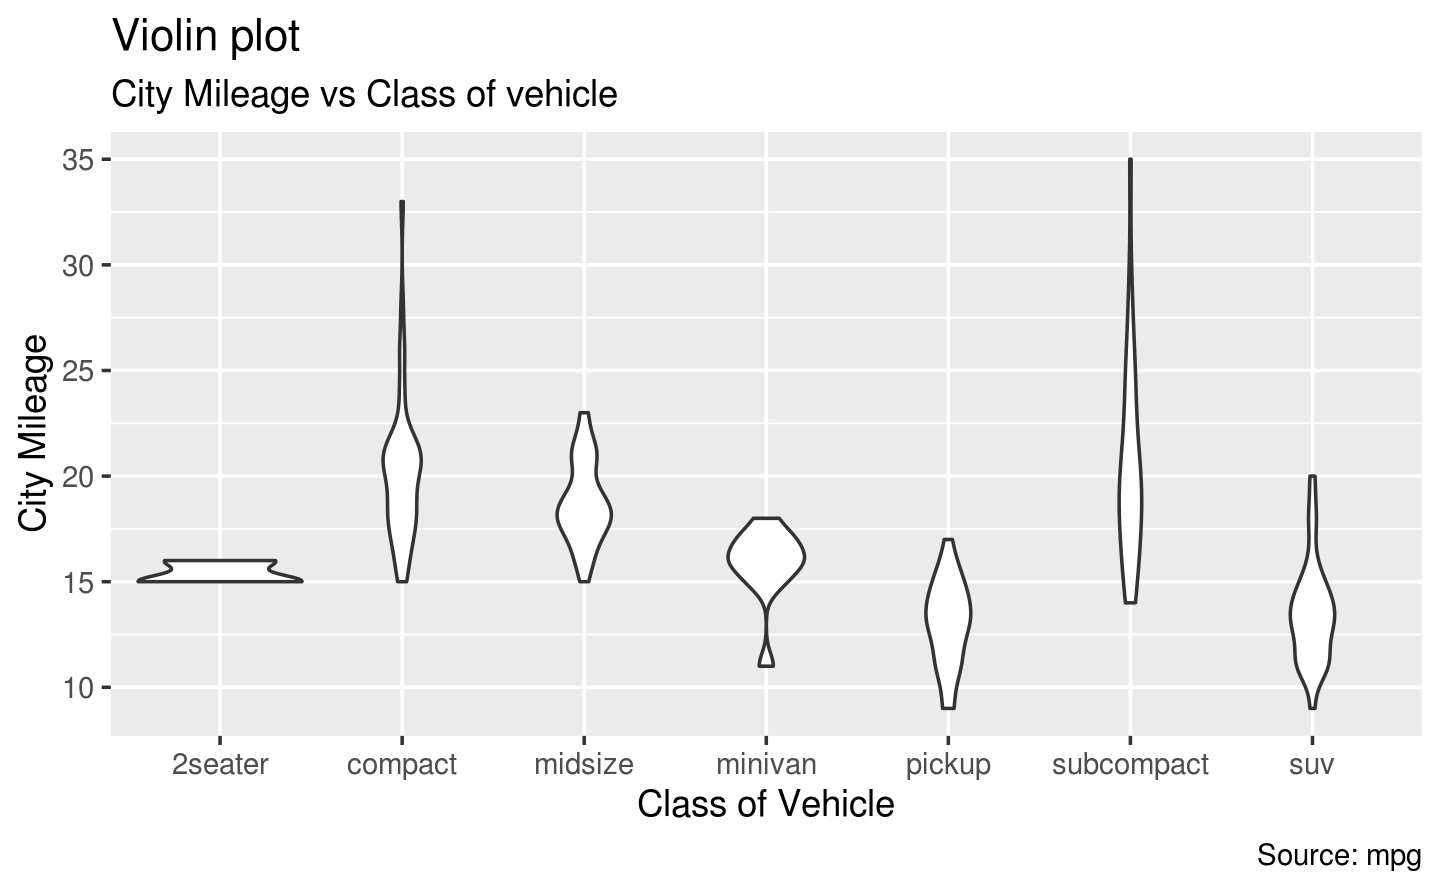 Violin plot
City Mileage vs Class of vehicle
City Mileage
35
30
25
20
15
10
2seater compact midsize minivan pickup subcompact suv
Class of Vehicle
Source: mpg